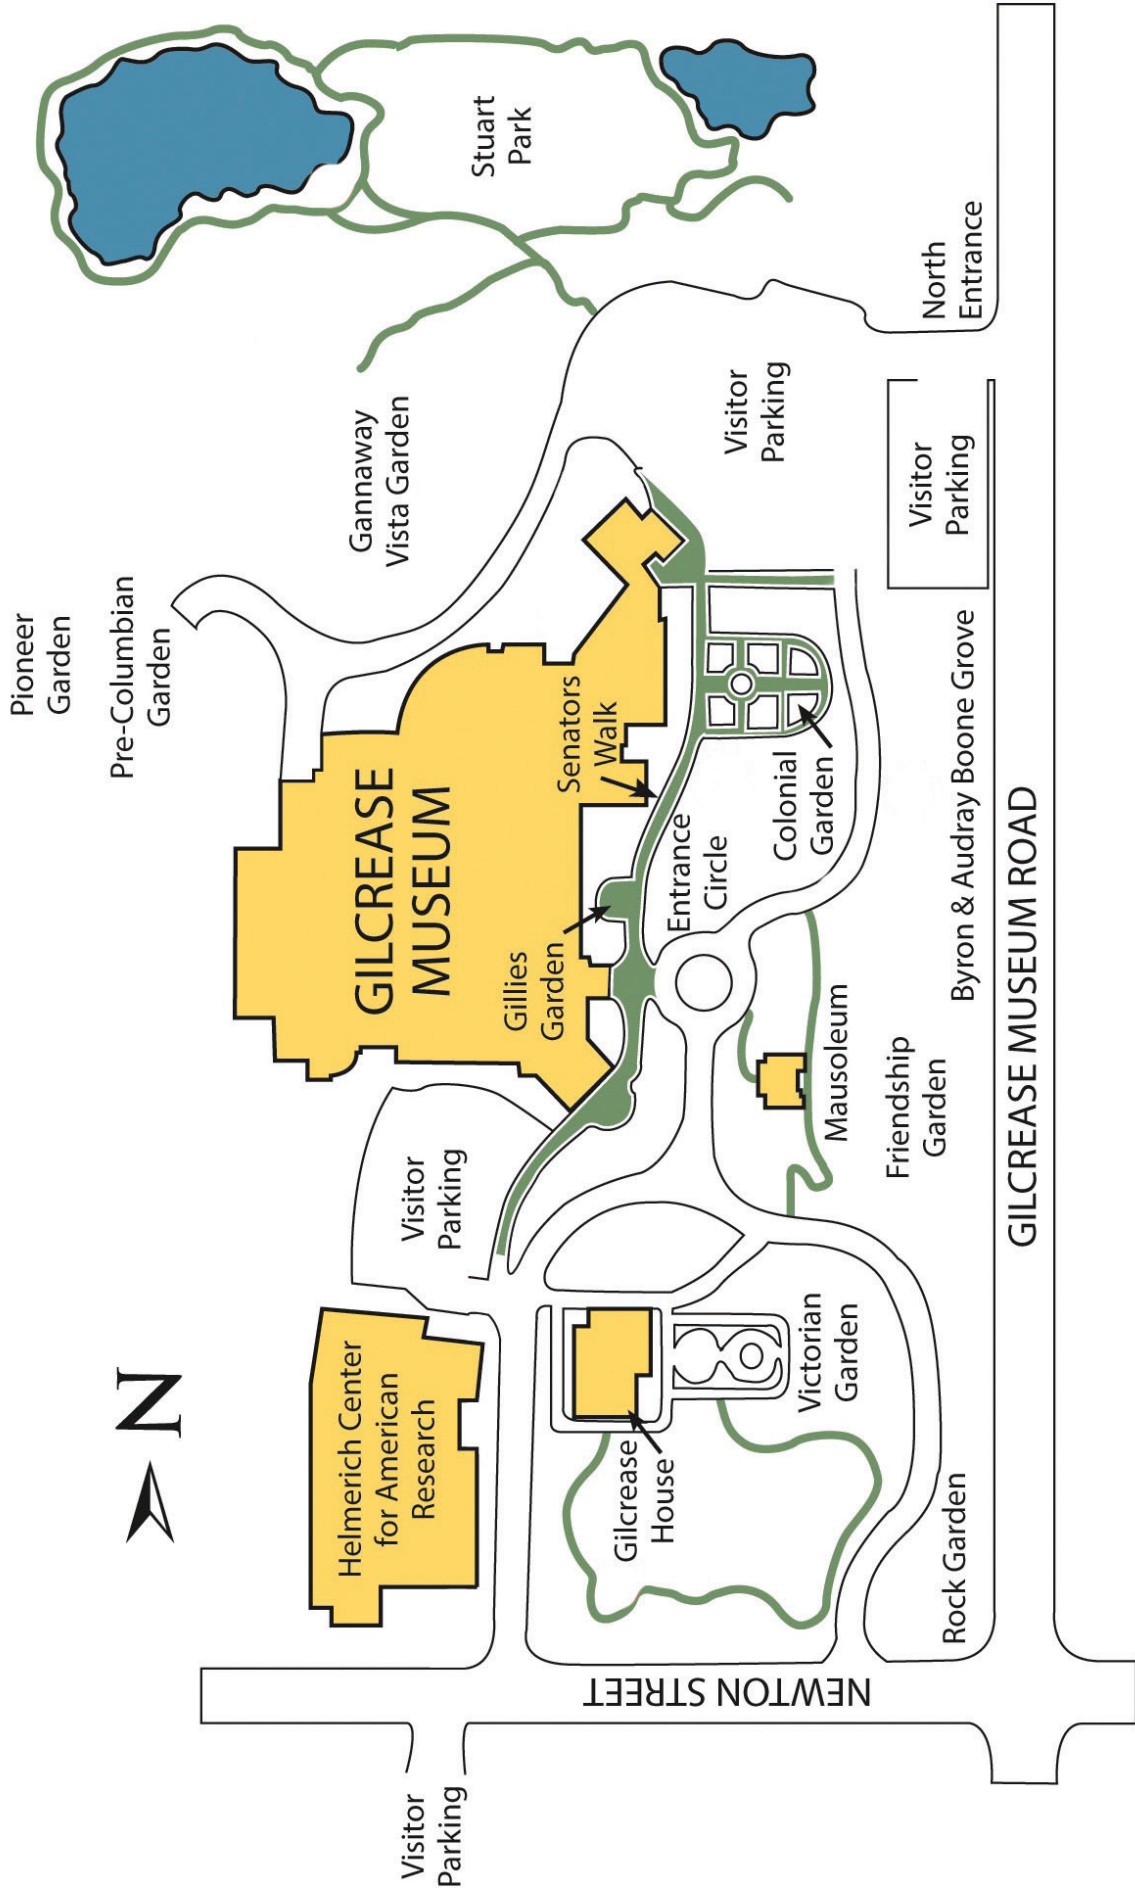 Pioneer
Garden
Pre-Columbian
Garden
Gannaway
Vista Garden
Stuart
Park
N
GILCREASE
MUSEUM
Helmerich Center
for American
Research
Visitor
Parking
Visitor
Parking
Gillies
Garden
Senators
Walk
Entrance
Circle
Gilcrease
House
Visitor
Parking
Colonial
Garden
Victorian
Garden
Mausoleum
NEWTON STREET
Friendship
Garden
Visitor
Parking
North
Entrance
Rock Garden
Byron & Audray Boone Grove
GILCREASE MUSEUM ROAD